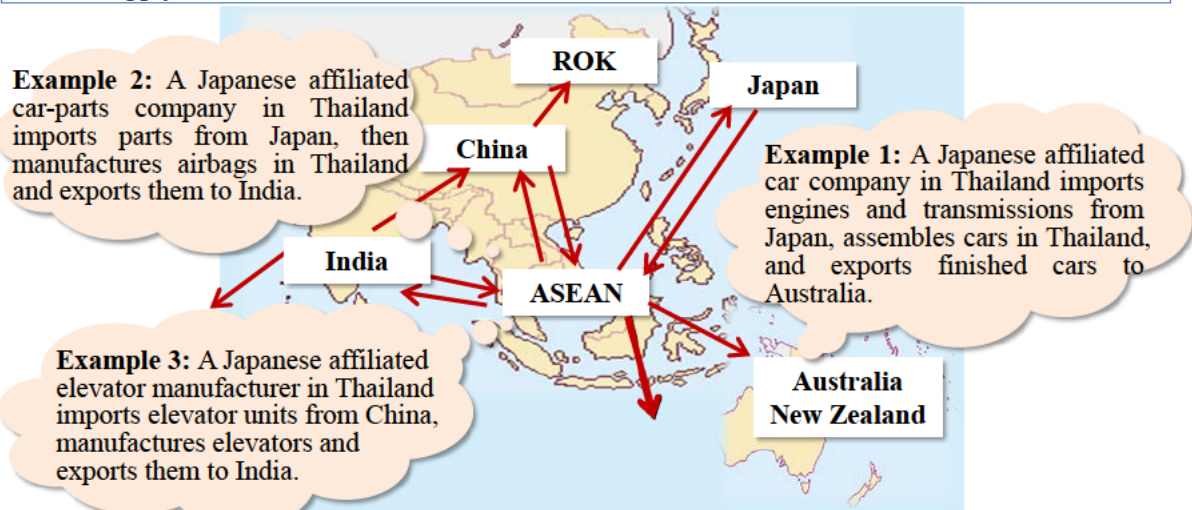 ROK
Japan
Example 2: A Japanese affiliated
car-parts company in Thailand
imports parts from Japan, then
manufactures airbags in Thailand
and exports them to India.
China
Example 1: A Japanese affiliated
car company in Thailand imports
engines and transmissions from
Japan, assembles cars in Thailand,
and exports finished cars to
Australia.
India
ASEAN
Example 3: A Japanese affiliated
elevator manufacturer in Thailand
imports elevator units from China,
manufactures elevators and
exports them to India.
Australia
New Zealand